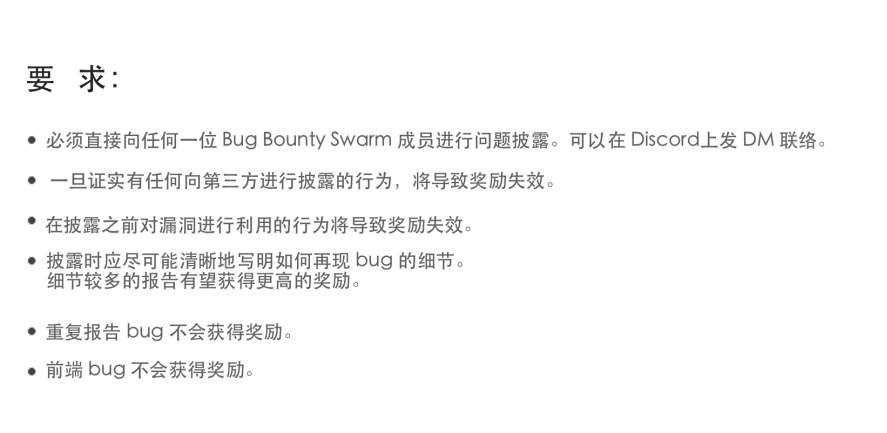 要 求:
必须直接向任何一位 Bug Bounty Swarm 成员进行问题披露。可以在 Discord上发 DM 联络。
一旦证实有任何向第三方进行披露的行为，将导致奖励失效。
在披露之前对漏洞进行利用的行为将导致奖励失效。
披露时应尽可能清晰地写明如何再现 bug 的细节。
细节较多的报告有望获得更高的奖励。
重复报告 bug 不会获得奖励。
前端 bug 不会获得奖励。